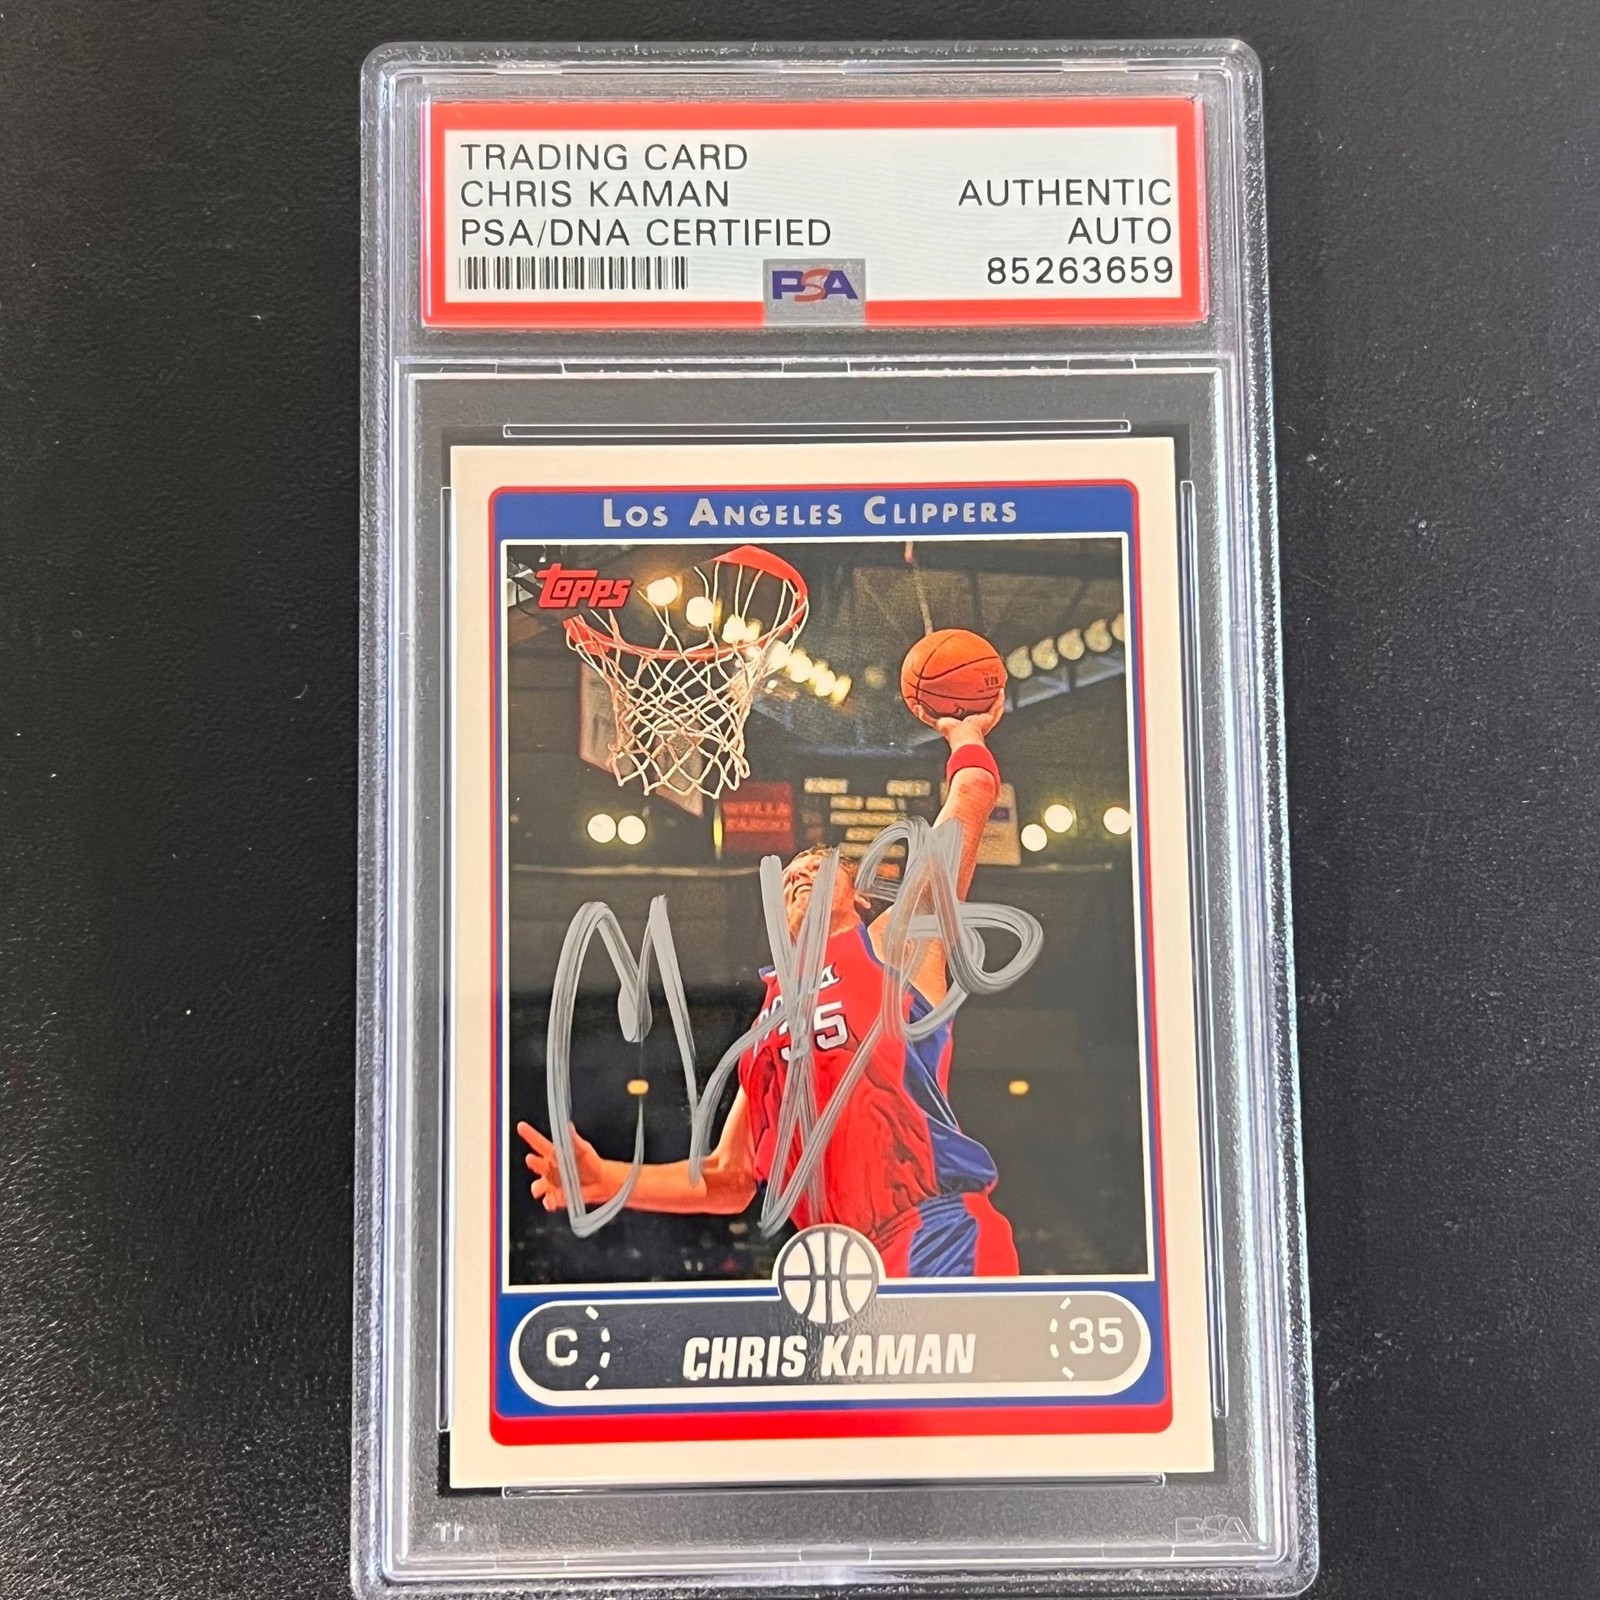 TRADING CARD
CHRIS KAMAN
PSA/DNA CERTIFIED
AUTHENTIC
AUTO
85263659
PSA
LOS ANGELES CLIPPERS
Topps
35
C
CHRIS KAMAN
35
PSA